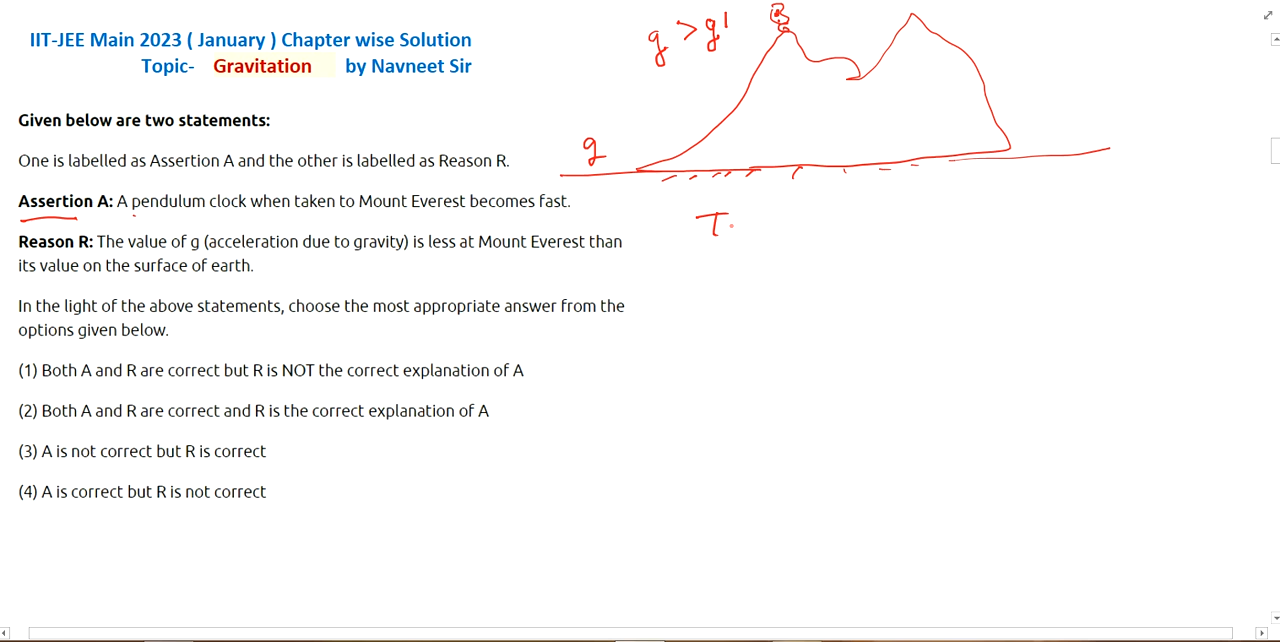 IIT-JEE Main 2023 ( January ) Chapter wise Solution
Topic- Gravitation by Navneet Sir
g > g'
g
Given below are two statements:
One is labelled as Assertion A and the other is labelled as Reason R.
Assertion A: A pendulum clock when taken to Mount Everest becomes fast.
T
Reason R: The value of g (acceleration due to gravity) is less at Mount Everest than
its value on the surface of earth.
In the light of the above statements, choose the most appropriate answer from the
options given below.
(1) Both A and R are correct but R is NOT the correct explanation of A
(2) Both A and R are correct and R is the correct explanation of A
(3) A is not correct but R is correct
(4) A is correct but R is not correct